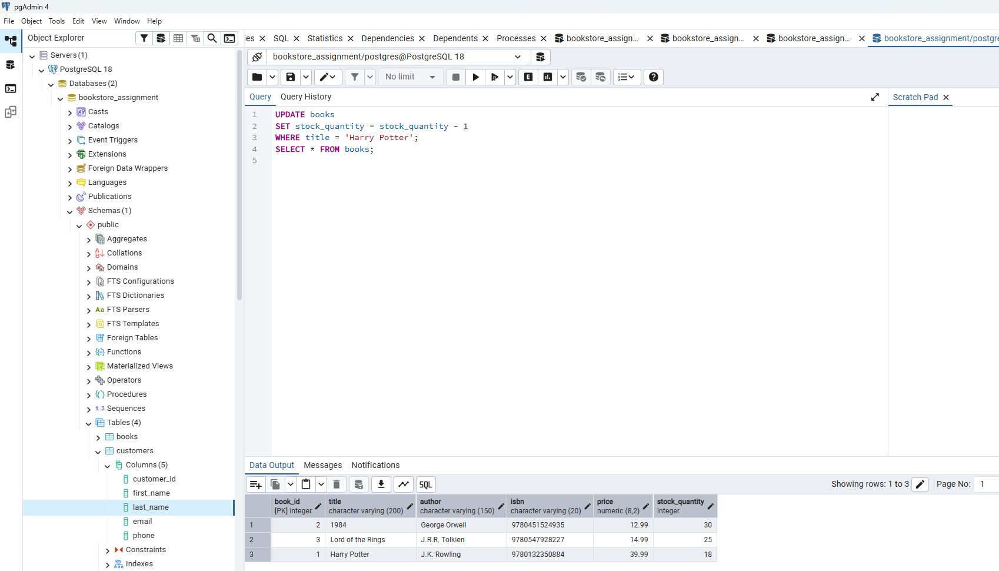 pgAdmin 4
File Object Tools Edit View Window Help
Object Explorer
ies SQL Statistics Dependencies Dependents Processes bookstore_assign... bookstore_assign... bookstore_assign... bookstore_assignment/postgre
bookstore_assignment/postgres@PostgreSQL 18
No limit
E
Query Query History
Scratch Pad
1 UPDATE books
2 SET stock_quantity = stock_quantity - 1
3 WHERE title = 'Harry Potter';
4 SELECT * FROM books;
5
Servers (1)
PostgreSQL 18
Databases (2)
bookstore_assignment
Casts
Catalogs
Event Triggers
Extensions
Foreign Data Wrappers
Languages
Publications
Schemas (1)
public
Aggregates
Collations
Domains
FTS Configurations
FTS Dictionaries
Aa FTS Parsers
FTS Templates
Foreign Tables
Functions
Materialized Views
Operators
Procedures
1..3 Sequences
Tables (4)
books
customers
Columns (5)
customer_id
first_name
last_name
email
phone
Constraints
Indexes
Data Output Messages Notifications
SQL
Showing rows: 1 to 3 Page No: 1
book_id title author isbn price stock_quantity
[PK] integer character varying (200) character varying (150) character varying (20) numeric (8,2) integer
1 2 1984 George Orwell 9780451524935 12.99 30
2 3 Lord of the Rings J.R.R. Tolkien 9780547928227 14.99 25
3 1 Harry Potter J.K. Rowling 9780132350884 39.99 18